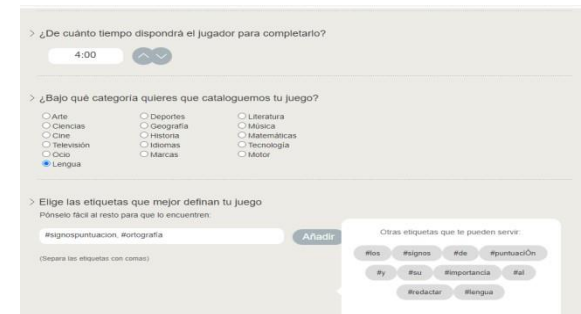 > ¿De cuánto tiempo dispondrá el jugador para completarlo?
4:00
> ¿Bajo qué categoría quieres que cataloguemos tu juego?
Arte Deportes Literatura
Ciencias Geografía Música
Cine Historia Matemáticas
Televisión Idiomas Tecnología
Ocio Marcas Motor
Lengua
> Elige las etiquetas que mejor definan tu juego
Pónselo fácil al resto para que lo encuentren:
#signospuntuacion, #ortografía Añadir
(Separa las etiquetas con comas)
Otras etiquetas que te pueden servir:
#los #signos #de #puntuaciÓn
#y #su #importancia #al
#redactar #lengua